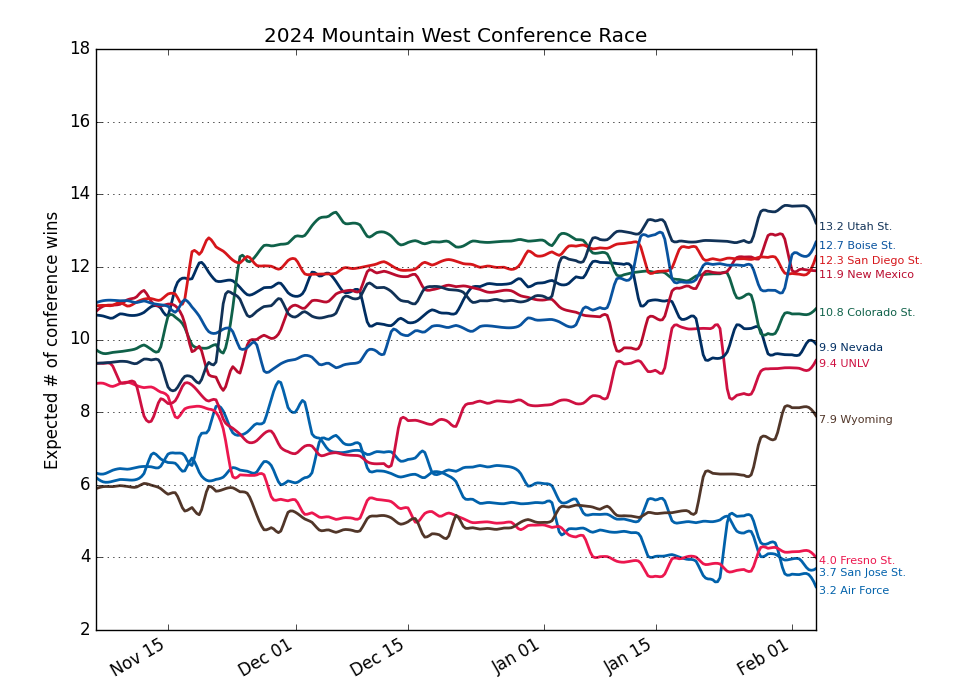 2024 Mountain West Conference Race
Expected # of conference wins
18
16
14
12
10
8
6
4
2
Nov 15
Dec 01
Dec 15
Jan 01
Jan 15
Feb 01
13.2 Utah St.
12.7 Boise St.
12.3 San Diego St.
11.9 New Mexico
10.8 Colorado St.
9.9 Nevada
9.4 UNLV
7.9 Wyoming
4.0 Fresno St.
3.7 San Jose St.
3.2 Air Force